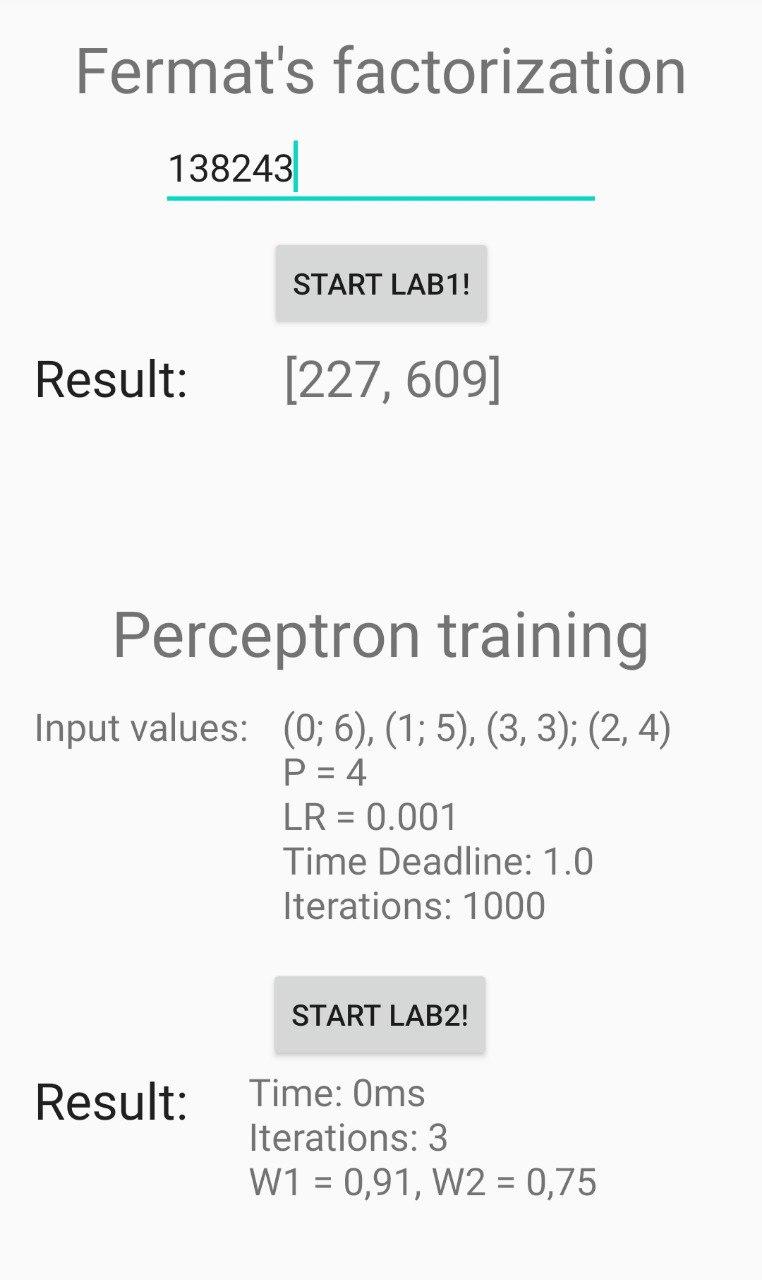 Fermat's factorization
138243
START LAB1!
Result: [227, 609]
Perceptron training
Input values: (0; 6), (1; 5), (3, 3); (2, 4)
P = 4
LR = 0.001
Time Deadline: 1.0
Iterations: 1000
START LAB2!
Result: Time: 0ms
Iterations: 3
W1 = 0,91, W2 = 0,75